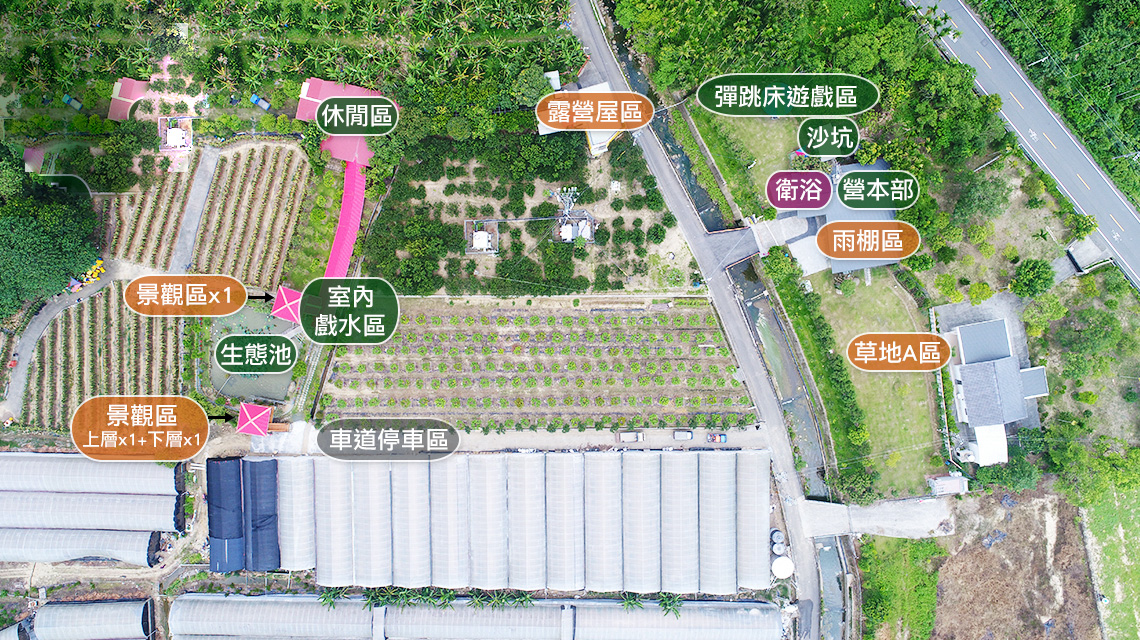 彈跳床遊戲區
休閒區
露營屋區
沙坑
衛浴
營本部
雨棚區
景觀區x1
室內
戲水區
生態池
草地A區
景觀區
上層x1+下層x1
車道停車區